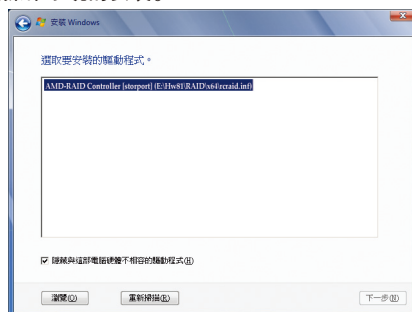 安裝 Windows
選取要安裝的驅動程式。
AMD-RAID Controller [storport] (E:\Hw81\RAID\x64\rcraid.inf)
隱藏與這部電腦硬體不相容的驅動程式(H)
瀏覽(O) 重新掃描(R) 下一步(N)